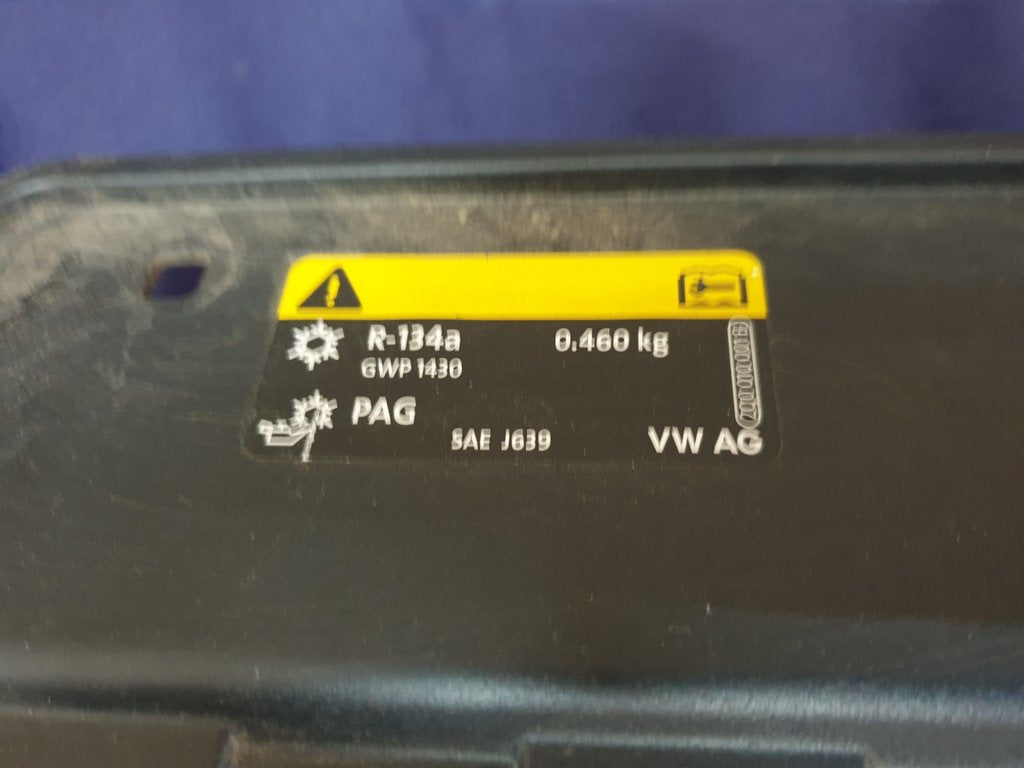 R-134a 0.460 kg
GWP 1430
PAG
SAE J639
VW AG